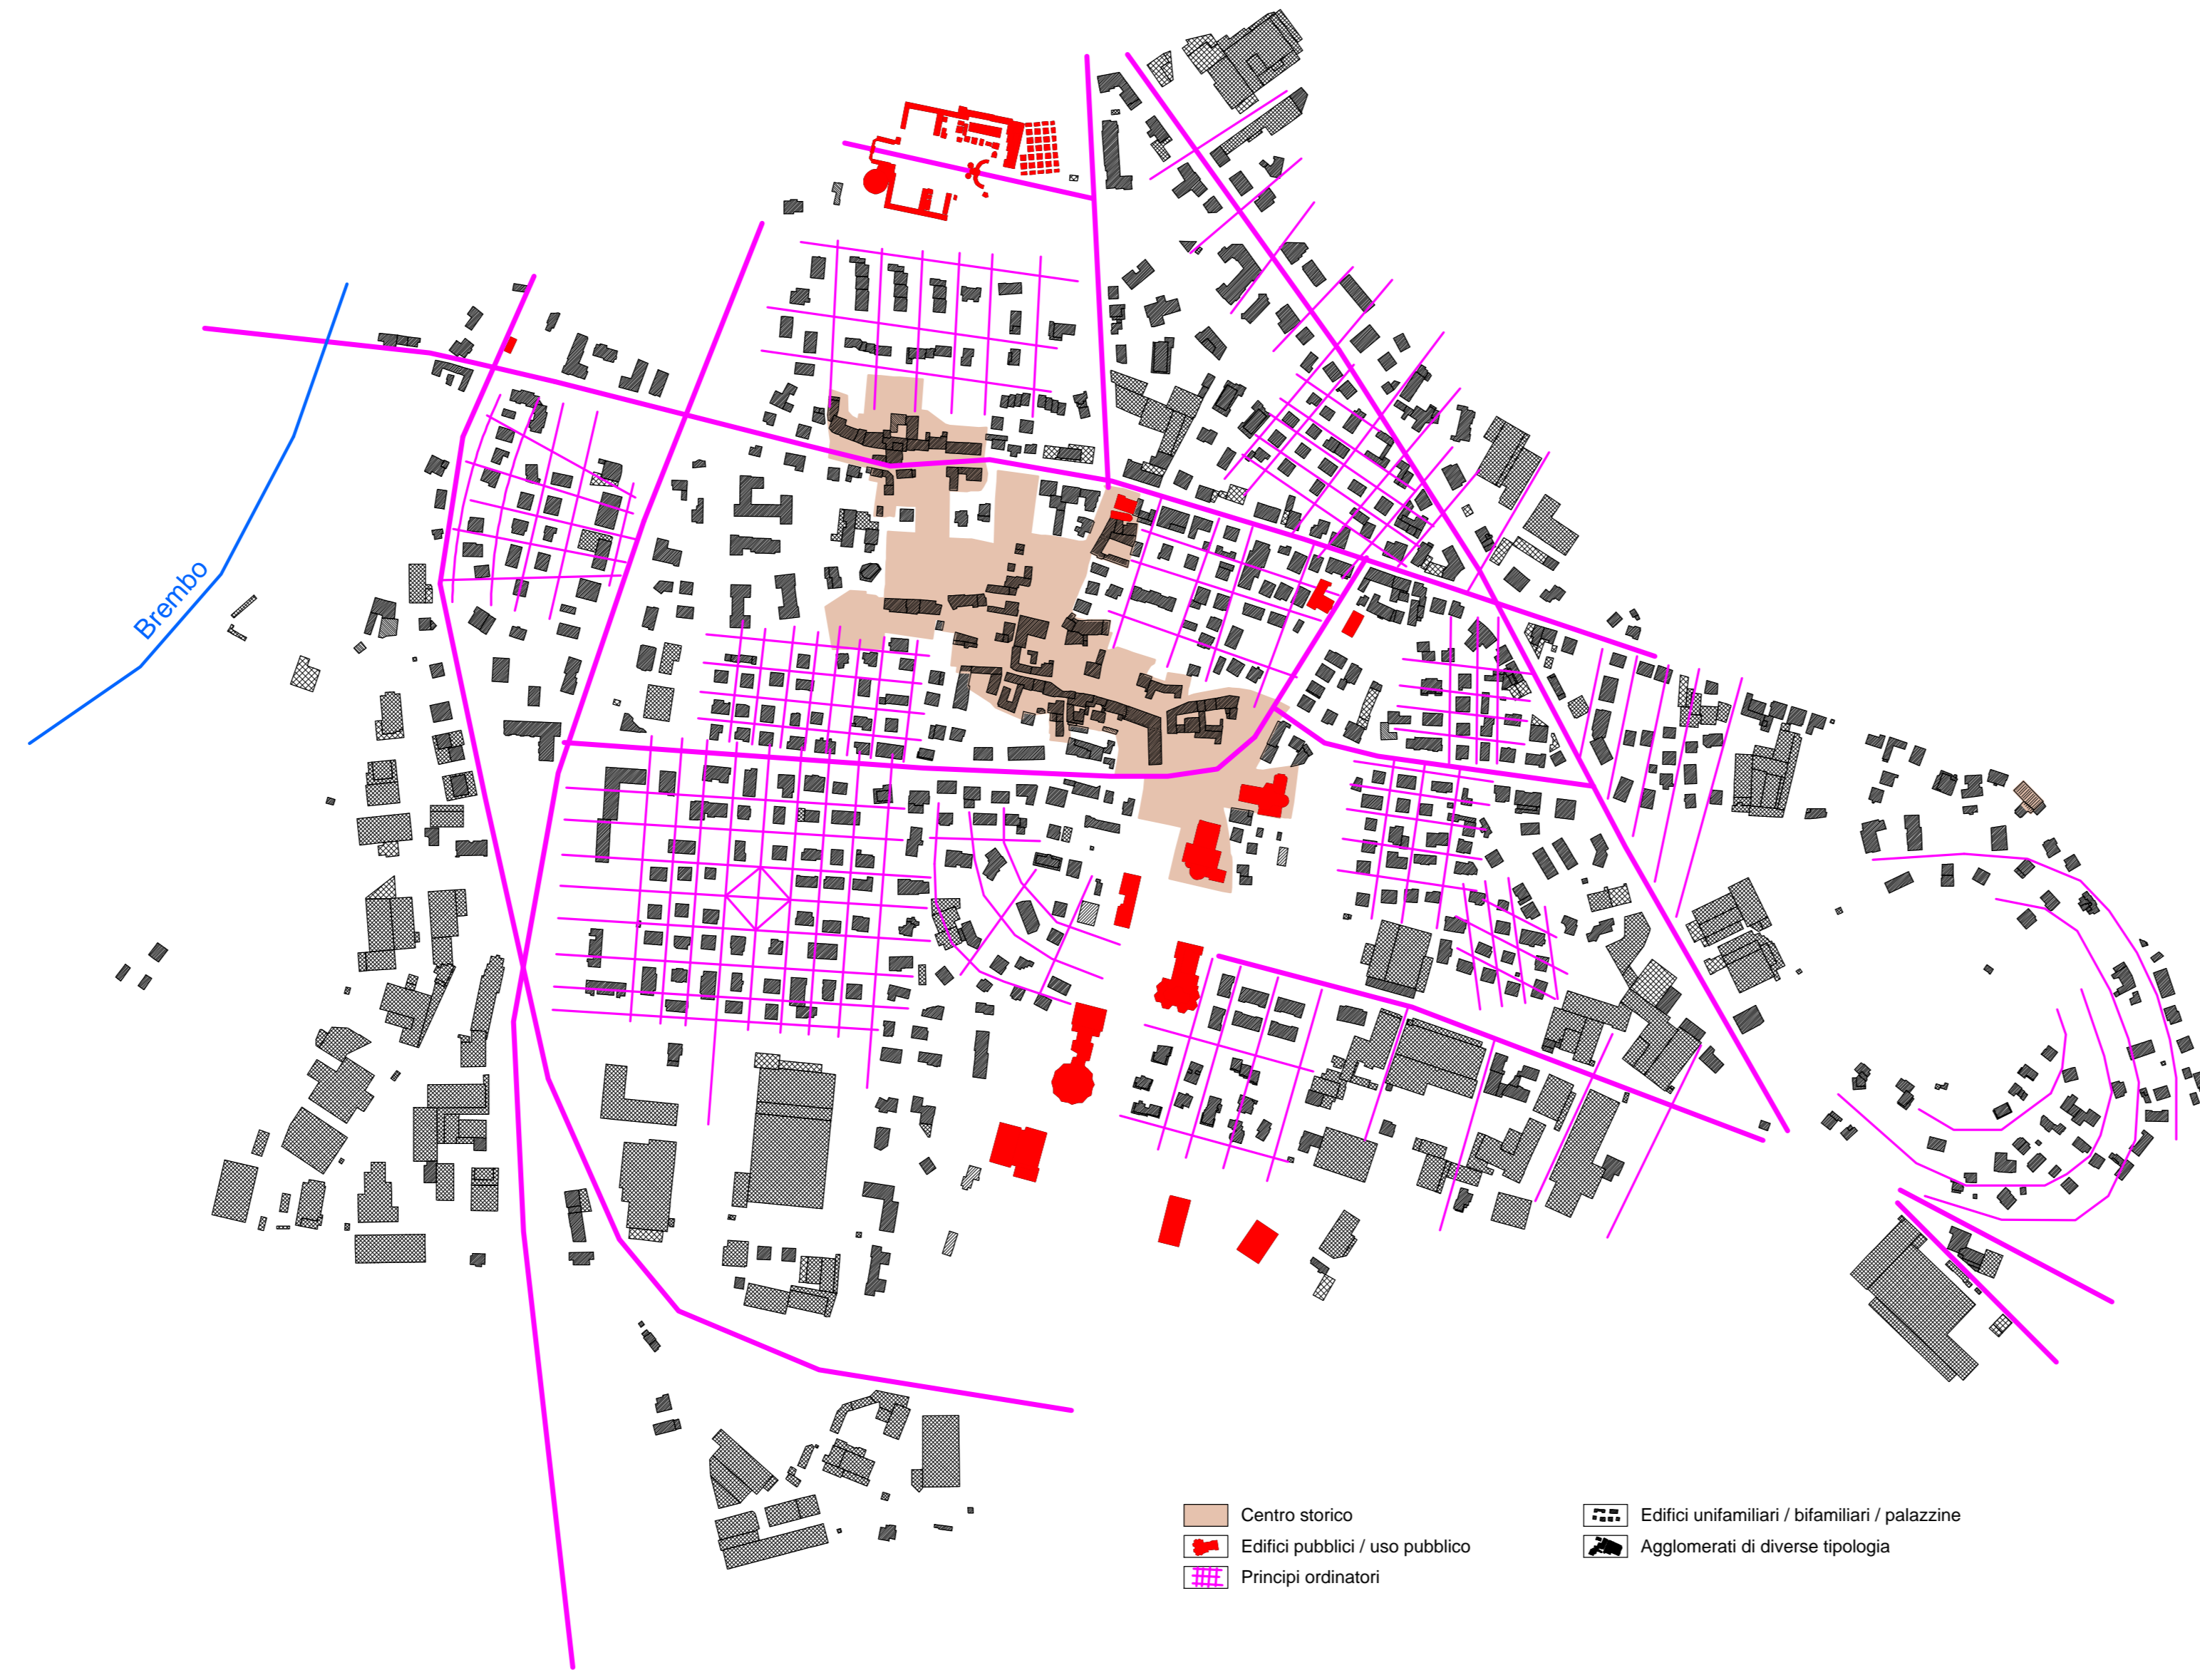 Brembo
Centro storico
Edifici pubblici / uso pubblico
Principi ordinatori
Edifici unifamiliari / bifamiliari / palazzine
Agglomerati di diverse tipologia